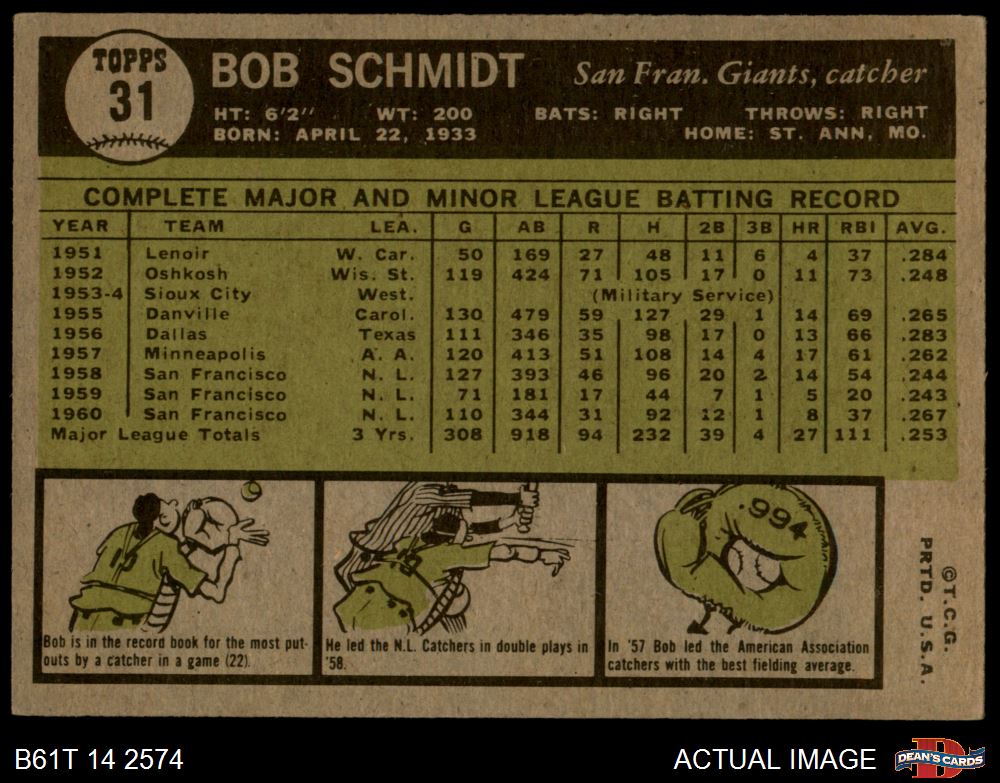 TOPPS
31
BOB SCHMIDT San Fran. Giants, catcher
HT: 6'2" WT: 200 BATS: RIGHT THROWS: RIGHT
BORN: APRIL 22, 1933 HOME: ST. ANN, MO.
COMPLETE MAJOR AND MINOR LEAGUE BATTING RECORD
YEAR TEAM LEA. G AB R H 2B 3B HR RBI AVG.
1951 Lenoir W. Car. 50 169 27 48 11 6 4 37 .284
1952 Oshkosh Wis. St. 119 424 71 105 17 0 11 73 .248
1953-4 Sioux City West. (Military Service)
1955 Danville Carol. 130 479 59 127 29 1 14 69 .265
1956 Dallas Texas 111 346 35 98 17 0 13 66 .283
1957 Minneapolis A. A. 120 413 51 108 14 4 17 61 .262
1958 San Francisco N. L. 127 393 46 96 20 2 14 54 .244
1959 San Francisco N. L. 71 181 17 44 7 1 5 20 .243
1960 San Francisco N. L. 110 344 31 92 12 1 8 37 .267
Major League Totals 3 Yrs. 308 918 94 232 39 4 27 111 .253
Bob is in the record book for the most put-
outs by a catcher in a game (22).
He led the N.L. Catchers in double plays in
'58.
.994
In '57 Bob led the American Association
catchers with the best fielding average.
©T.C.G.
PRTD. U.S.A.
B61T 14 2574 ACTUAL IMAGE
DEAN'S CARDS